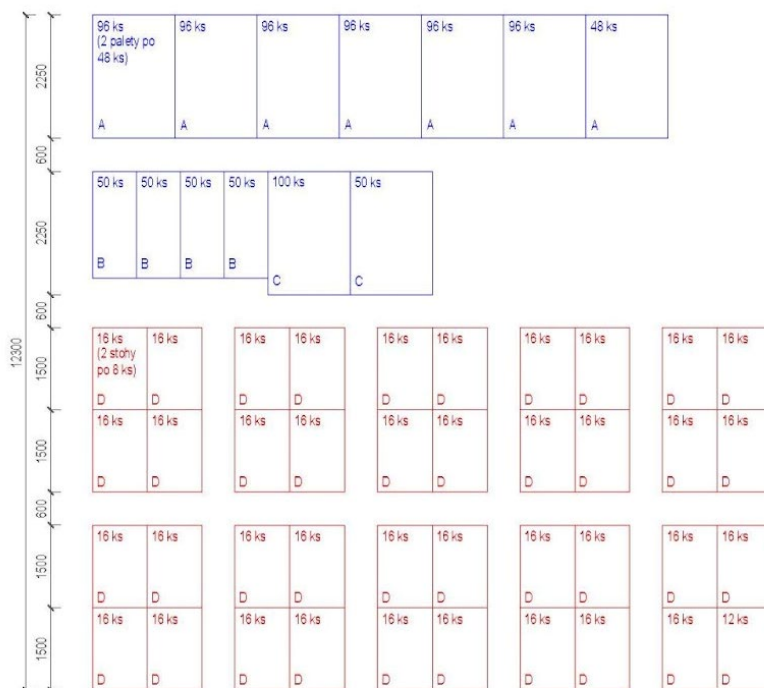 96 ks 96 ks 96 ks 96 ks 96 ks 96 ks 48 ks
(2 palety po
48 ks)
2250
A A A A A A A
600
50 ks 50 ks 50 ks 50 ks 100 ks 50 ks
2250
B B B B
C C
600
12300
16 ks 16 ks 16 ks 16 ks 16 ks 16 ks 16 ks 16 ks 16 ks 16 ks
(2 stohy
po 8 ks)
1500
D D D D D D D D D D
16 ks 16 ks 16 ks 16 ks 16 ks 16 ks 16 ks 16 ks 16 ks 16 ks
1500
D D D D D D D D D D
600
16 ks 16 ks 16 ks 16 ks 16 ks 16 ks 16 ks 16 ks 16 ks 16 ks
1500
D D D D D D D D D D
16 ks 16 ks 16 ks 16 ks 16 ks 16 ks 16 ks 16 ks 16 ks 12 ks
1500
D D D D D D D D D D